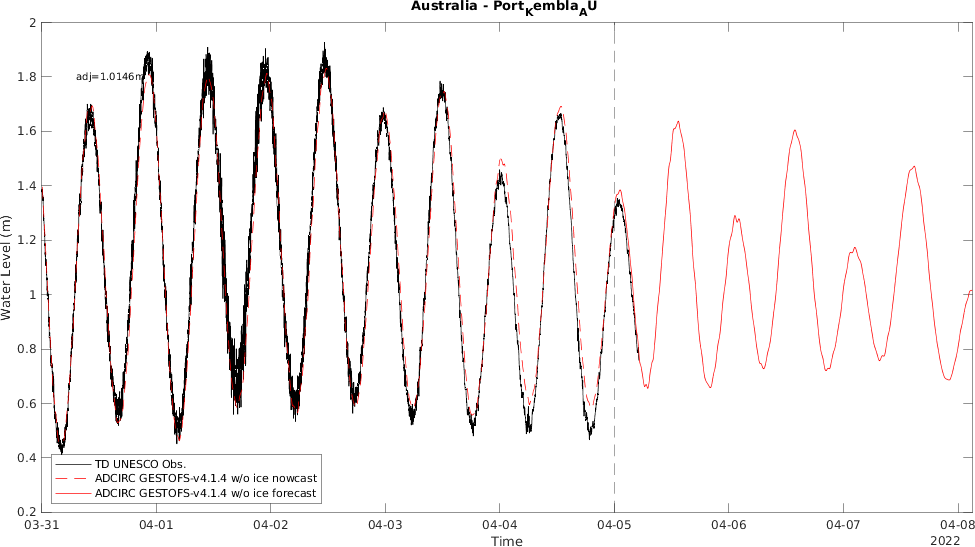 Australia - Port_Kembla_AU
2
1.8
1.6
1.4
1.2
1
0.8
0.6
0.4
0.2
Water Level (m)
adj=1.0146m
TD UNESCO Obs.
ADCIRC GESTOFS-v4.1.4 w/o ice nowcast
ADCIRC GESTOFS-v4.1.4 w/o ice forecast
03-31 04-01 04-02 04-03 04-04 04-05 04-06 04-07 04-08
Time
2022